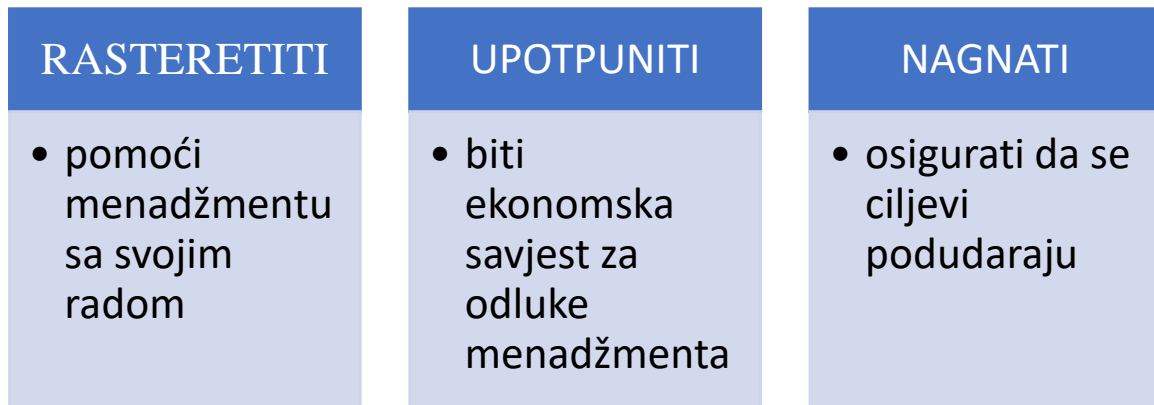 RASTERETITI
• pomoći
menadžmentu
sa svojim
radom
UPOTPUNITI
• biti
ekonomska
savjest za
odluke
menadžmenta
NAGNATI
• osigurati da se
ciljevi
podudaraju